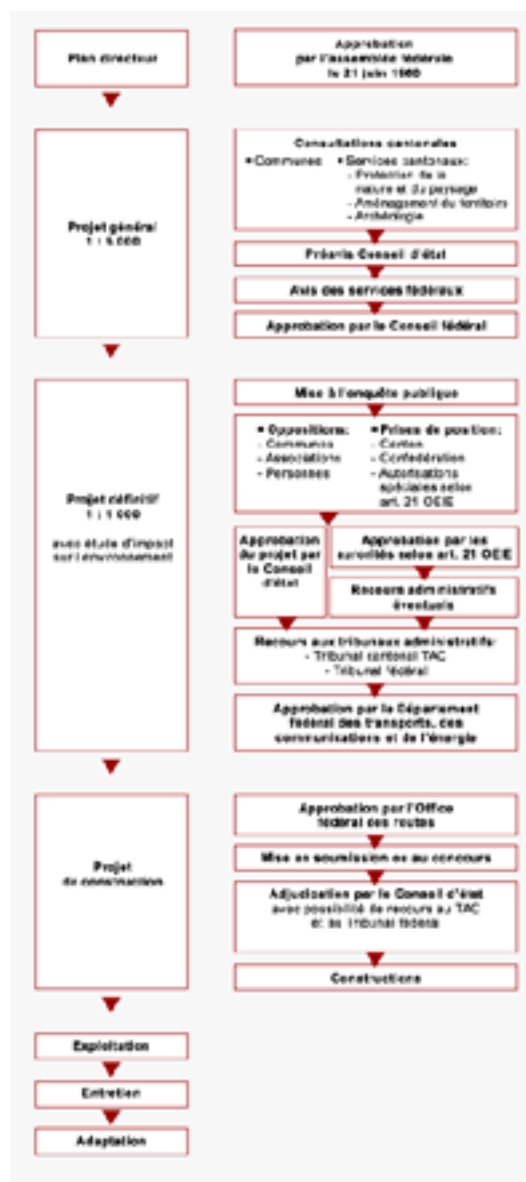 Plan directeur
Approbation
par l'assemblée fédérale
le 21 juin 1960
Projet général
1 : 5 000
Consultations cantonales
• Communes • Services cantonaux:
- Protection de la
nature et du paysage
- Aménagement du territoire
- Archéologie
Préavis Conseil d'état
Avis des services fédéraux
Approbation par le Conseil fédéral
Projet définitif
1 : 1 000
avec étude d'impact
sur l'environnement
Mise à l'enquête publique
• Oppositions: • Prises de position:
- Communes - Canton
- Associations - Confédération
- Personnes - Autorisations
spéciales selon
art. 21 OEIE
Approbation
du projet par
le Conseil
d'état
Approbation par les
autorités selon art. 21 OEIE
Recours administratifs
éventuels
Recours aux tribunaux administratifs:
- Tribunal cantonal TAC
- Tribunal fédéral
Approbation par le Département
fédéral des transports, des
communications et de l'énergie
Projet
de construction
Approbation par l'Office
fédéral des routes
Mise en soumission ou au concours
Adjudication par le Conseil d'état
avec possibilité de recours au TAC
et au Tribunal fédéral
Constructions
Exploitation
Entretien
Adaptation